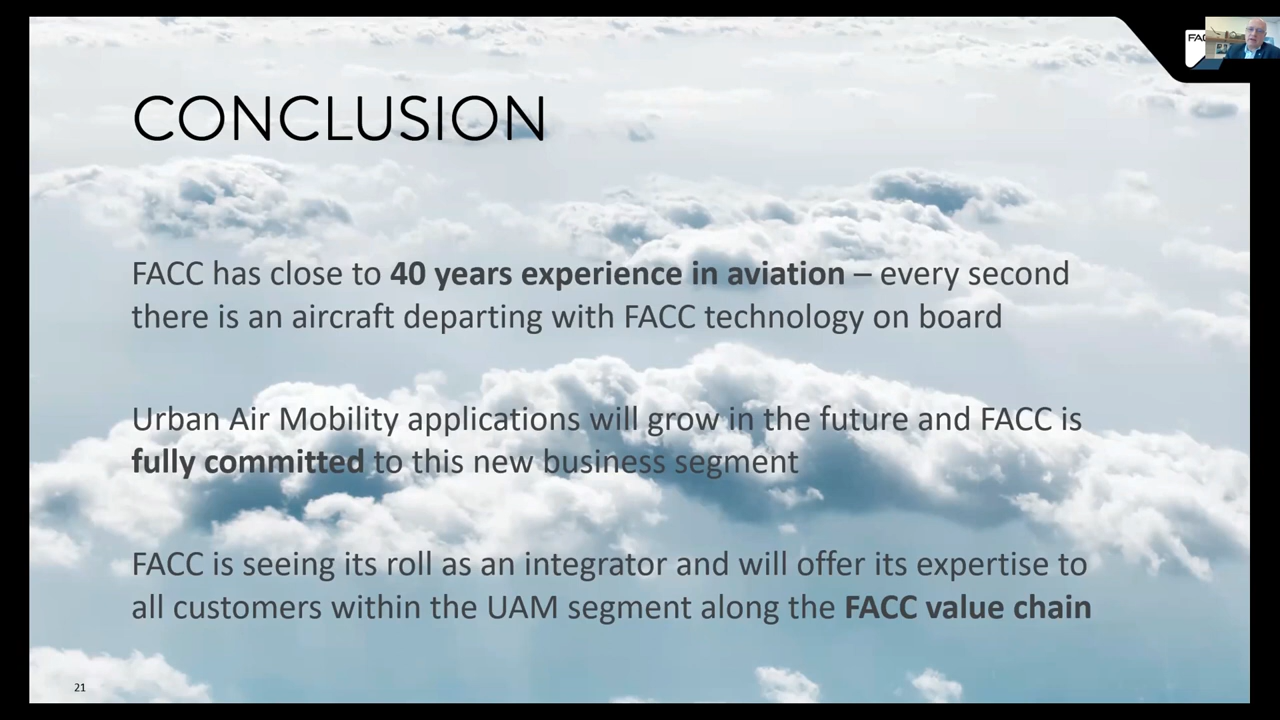 CONCLUSION
FACC has close to 40 years experience in aviation – every second
there is an aircraft departing with FACC technology on board
Urban Air Mobility applications will grow in the future and FACC is
fully committed to this new business segment
FACC is seeing its roll as an integrator and will offer its expertise to
all customers within the UAM segment along the FACC value chain
21